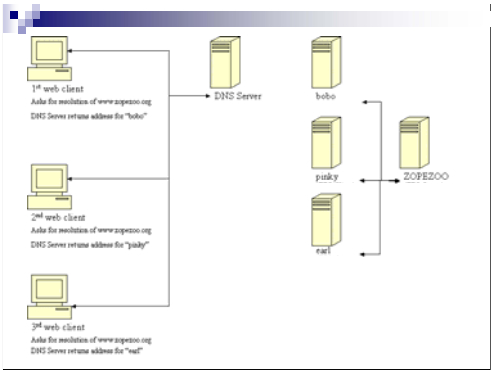 1st web client
Asks for resolution of www.zopezoo.org
DNS Server returns address for "bobo"
DNS Server
bobo
pinky
ZOPEZOO
earl
2nd web client
Asks for resolution of www.zopezoo.org
DNS Server returns address for "pinky"
3rd web client
Asks for resolution of www.zopezoo.org
DNS Server returns address for "earl"